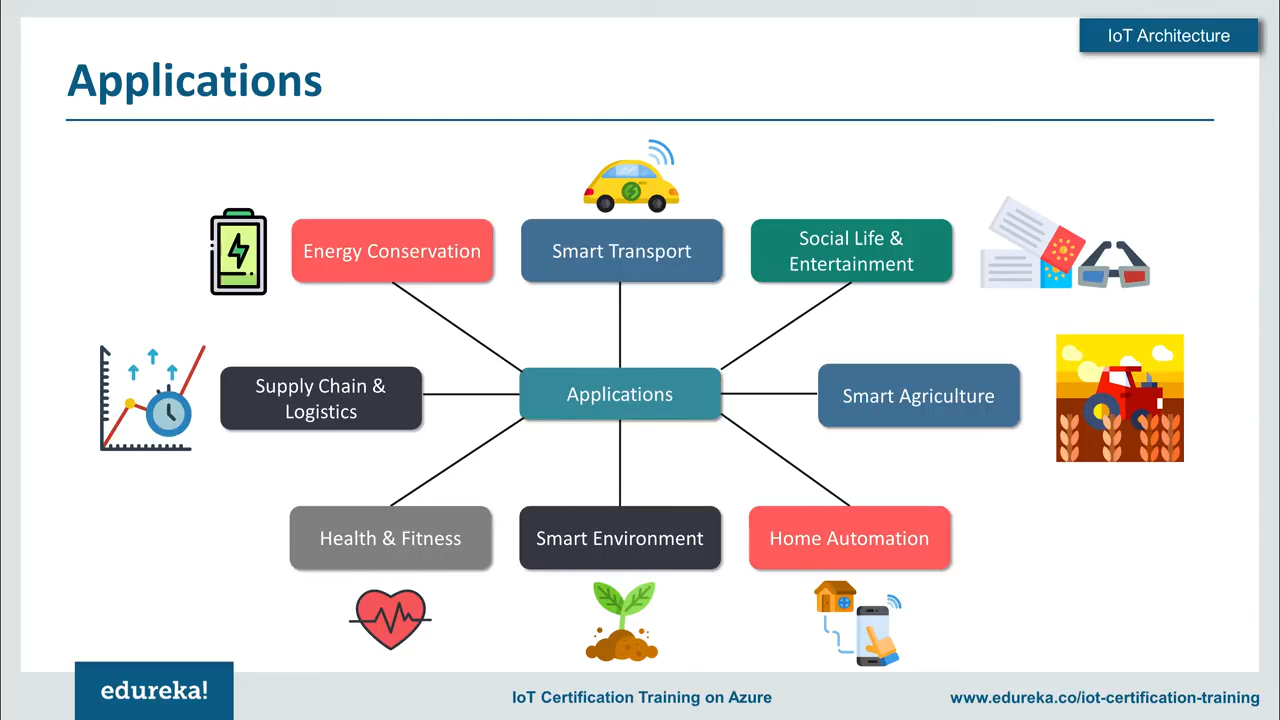 IoT Architecture
Applications
Energy Conservation
Smart Transport
Social Life &
Entertainment
Supply Chain &
Logistics
Applications
Smart Agriculture
Health & Fitness
Smart Environment
Home Automation
edureka!
IoT Certification Training on Azure
www.edureka.co/iot-certification-training